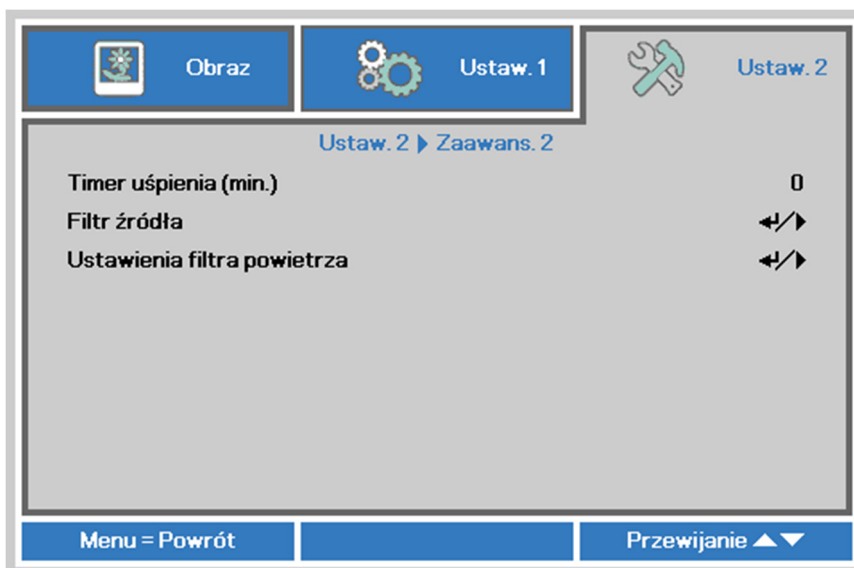 Obraz
Ustaw. 1
Ustaw. 2
Ustaw. 2 ▶ Zaawans. 2
Timer uśpienia (min.) 0
Filtr źródła ↵/▶
Ustawienia filtra powietrza ↵/▶
Menu = Powrót
Przewijanie ▲▼